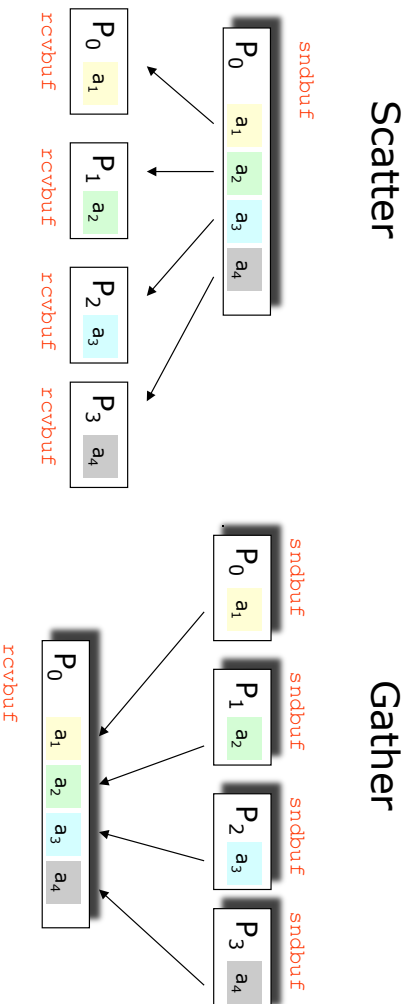 Scatter
sndbuf
P0 a1 a2 a3 a4
P0 a1
P1 a2
P2 a3
P3 a4
rcvbuf rcvbuf rcvbuf rcvbuf
Gather
sndbuf sndbuf sndbuf sndbuf
P0 a1
P1 a2
P2 a3
P3 a4
P0 a1 a2 a3 a4
rcvbuf